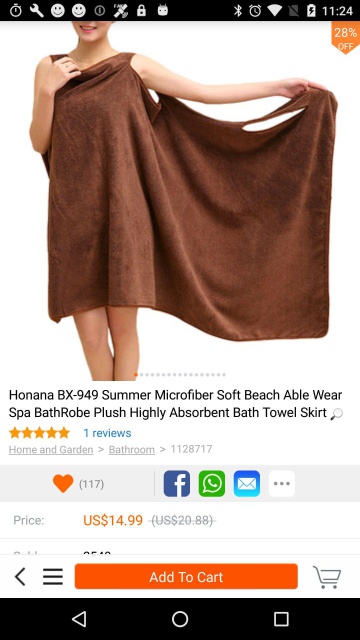 11:24
28%
OFF
Honana BX-949 Summer Microfiber Soft Beach Able Wear
Spa BathRobe Plush Highly Absorbent Bath Towel Skirt
1 reviews
Home and Garden > Bathroom > 1128717
(117)
Price: US$14.99 (US$20.88)
Add To Cart